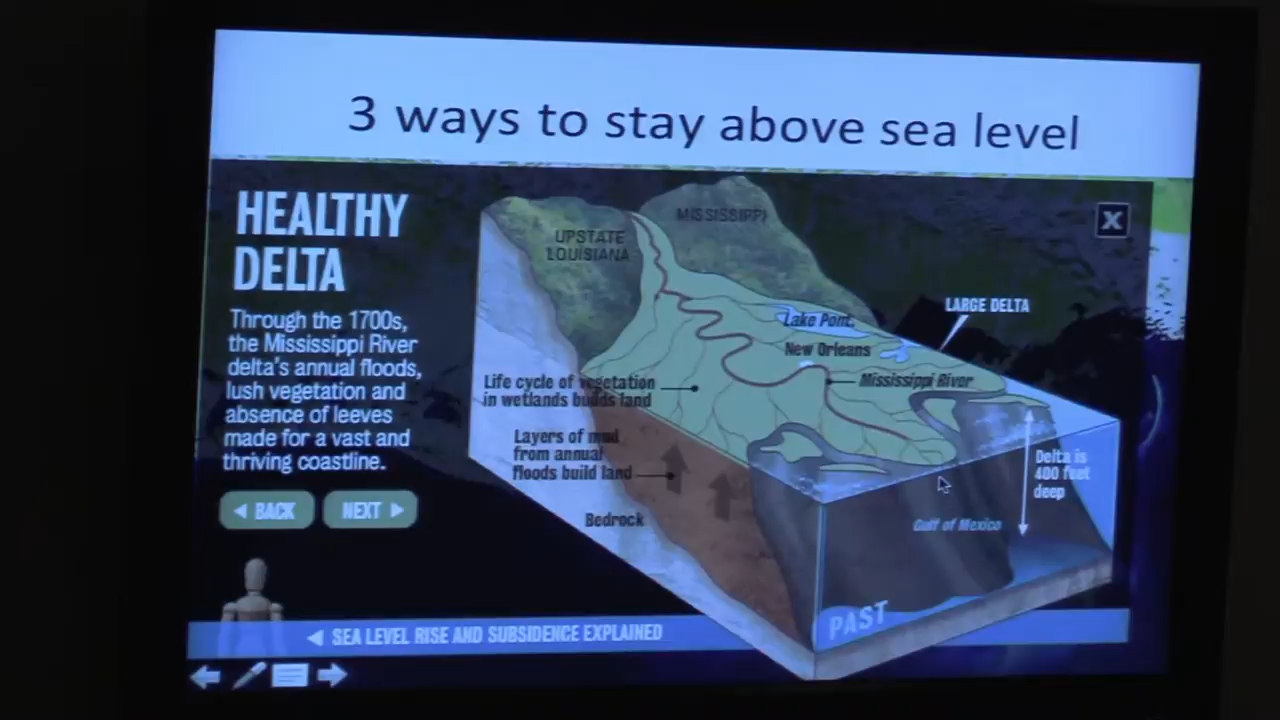 3 ways to stay above sea level
HEALTHY
DELTA
Through the 1700s,
the Mississippi River
delta's annual floods,
lush vegetation and
absence of leeves
made for a vast and
thriving coastline.
BACK
NEXT
MISSISSIPPI
UPSTATE
LOUISIANA
X
LARGE DELTA
Lake Pont.
New Orleans
Mississippi River
Life cycle of vegetation
in wetlands builds land
Layers of mud
from annual
floods build land
Bedrock
Delta is
400 feet
deep
Gulf of Mexico
PAST
SEA LEVEL RISE AND SUBSIDENCE EXPLAINED